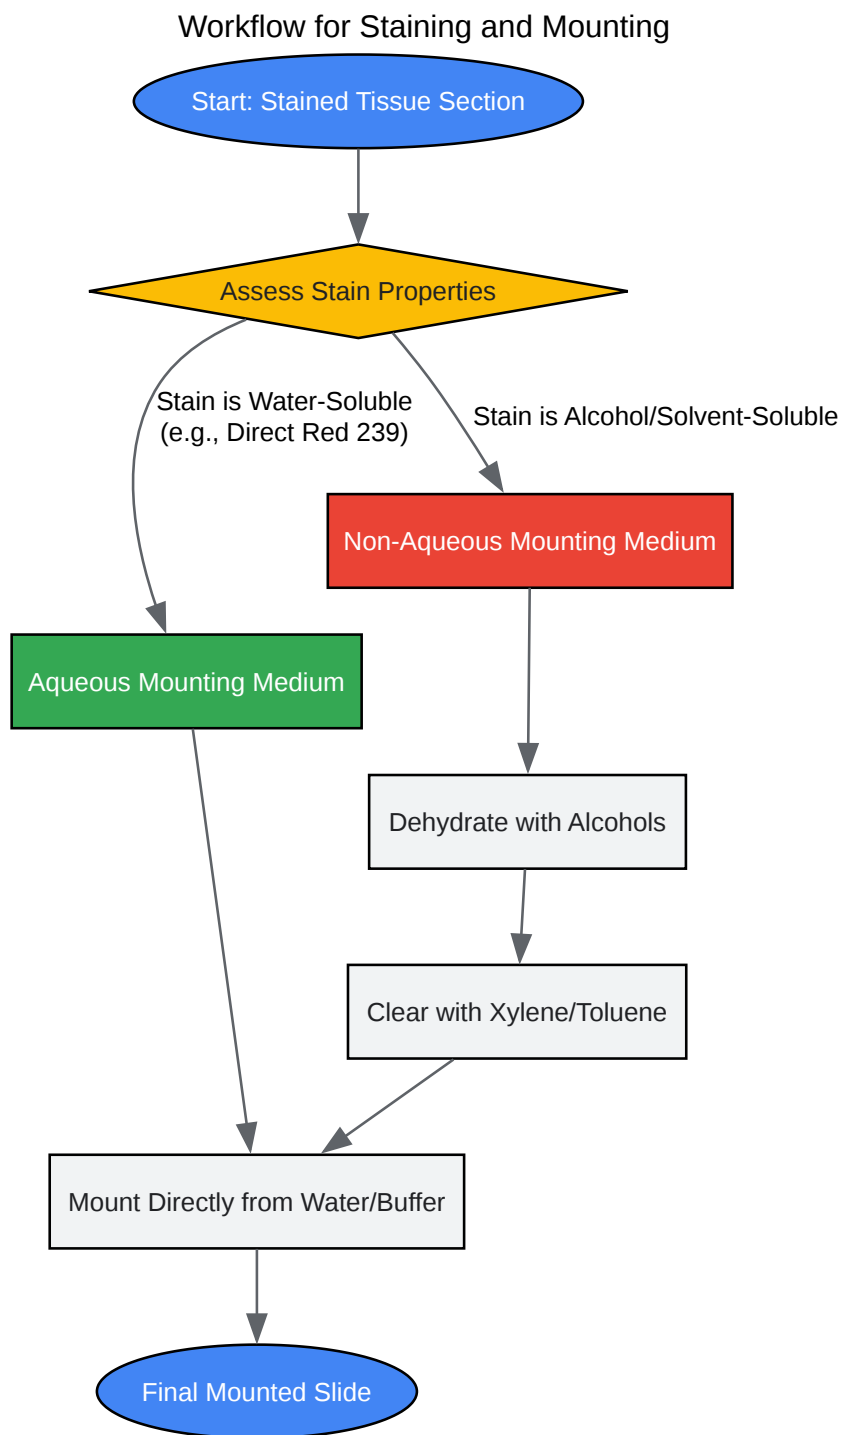 Workflow for Staining and Mounting
Start: Stained Tissue Section
Assess Stain Properties
Stain is Water-Soluble
(e.g., Direct Red 239)
Stain is Alcohol/Solvent-Soluble
Non-Aqueous Mounting Medium
Aqueous Mounting Medium
Dehydrate with Alcohols
Clear with Xylene/Toluene
Mount Directly from Water/Buffer
Final Mounted Slide